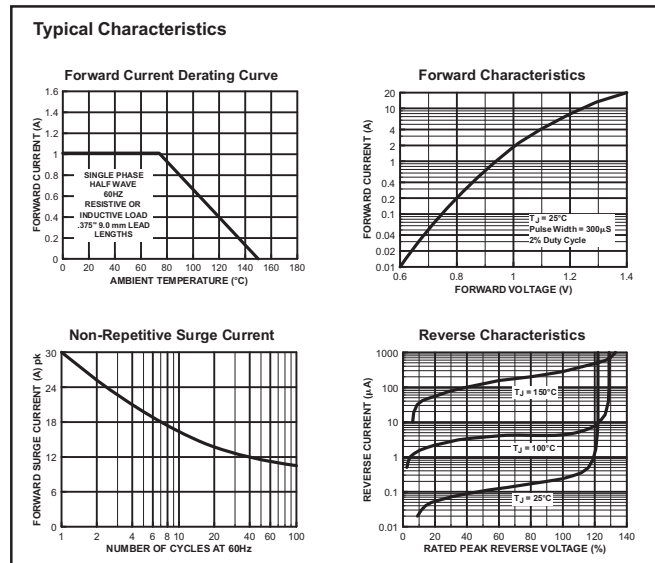 Typical Characteristics
Forward Current Derating Curve
FORWARD CURRENT (A)
1.6
1.4
1.2
1
0.8
0.6
0.4
0.2
0
SINGLE PHASE
HALF WAVE
60HZ
RESISTIVE OR
INDUCTIVE LOAD
.375" 9.0 mm LEAD
LENGTHS
0 20 40 60 80 100 120 140 160 180
AMBIENT TEMPERATURE (°C)
Forward Characteristics
FORWARD CURRENT (A)
20
10
4
2
1
0.4
0.2
0.1
0.04
0.02
0.01
TJ = 25°C
Pulse Width = 300µS
2% Duty Cycle
0.6 0.8 1 1.2 1.4
FORWARD VOLTAGE (V)
Non-Repetitive Surge Current
FORWARD SURGE CURRENT (A) pk
30
24
18
12
6
0
1 2 4 6 8 10 20 40 60 100
NUMBER OF CYCLES AT 60Hz
Reverse Characteristics
REVERSE CURRENT (µA)
1000
100
10
1
0.1
0.01
TJ = 150°C
TJ = 100°C
TJ = 25°C
0 20 40 60 80 100 120 140
RATED PEAK REVERSE VOLTAGE (%)